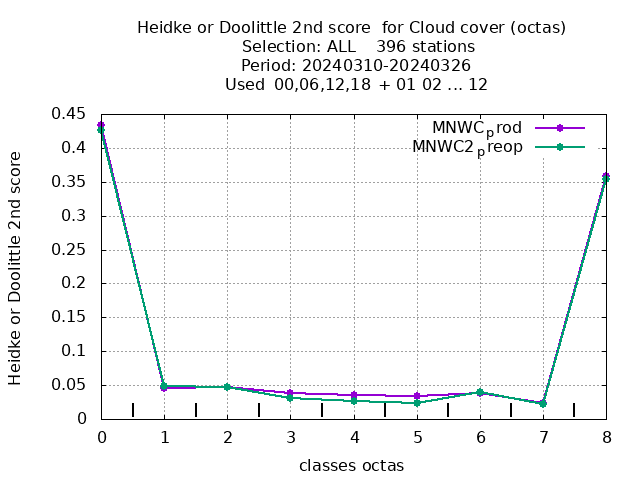 Heidke or Doolittle 2nd score  for Cloud cover (octas)
Selection: ALL    396 stations
Period: 20240310-20240326
Used  00,06,12,18 + 01 02 ... 12
MNWC_prod
MNWC2_preop
Heidke or Doolittle 2nd score
0.45
0.4
0.35
0.3
0.25
0.2
0.15
0.1
0.05
0
0 1 2 3 4 5 6 7 8
classes octas